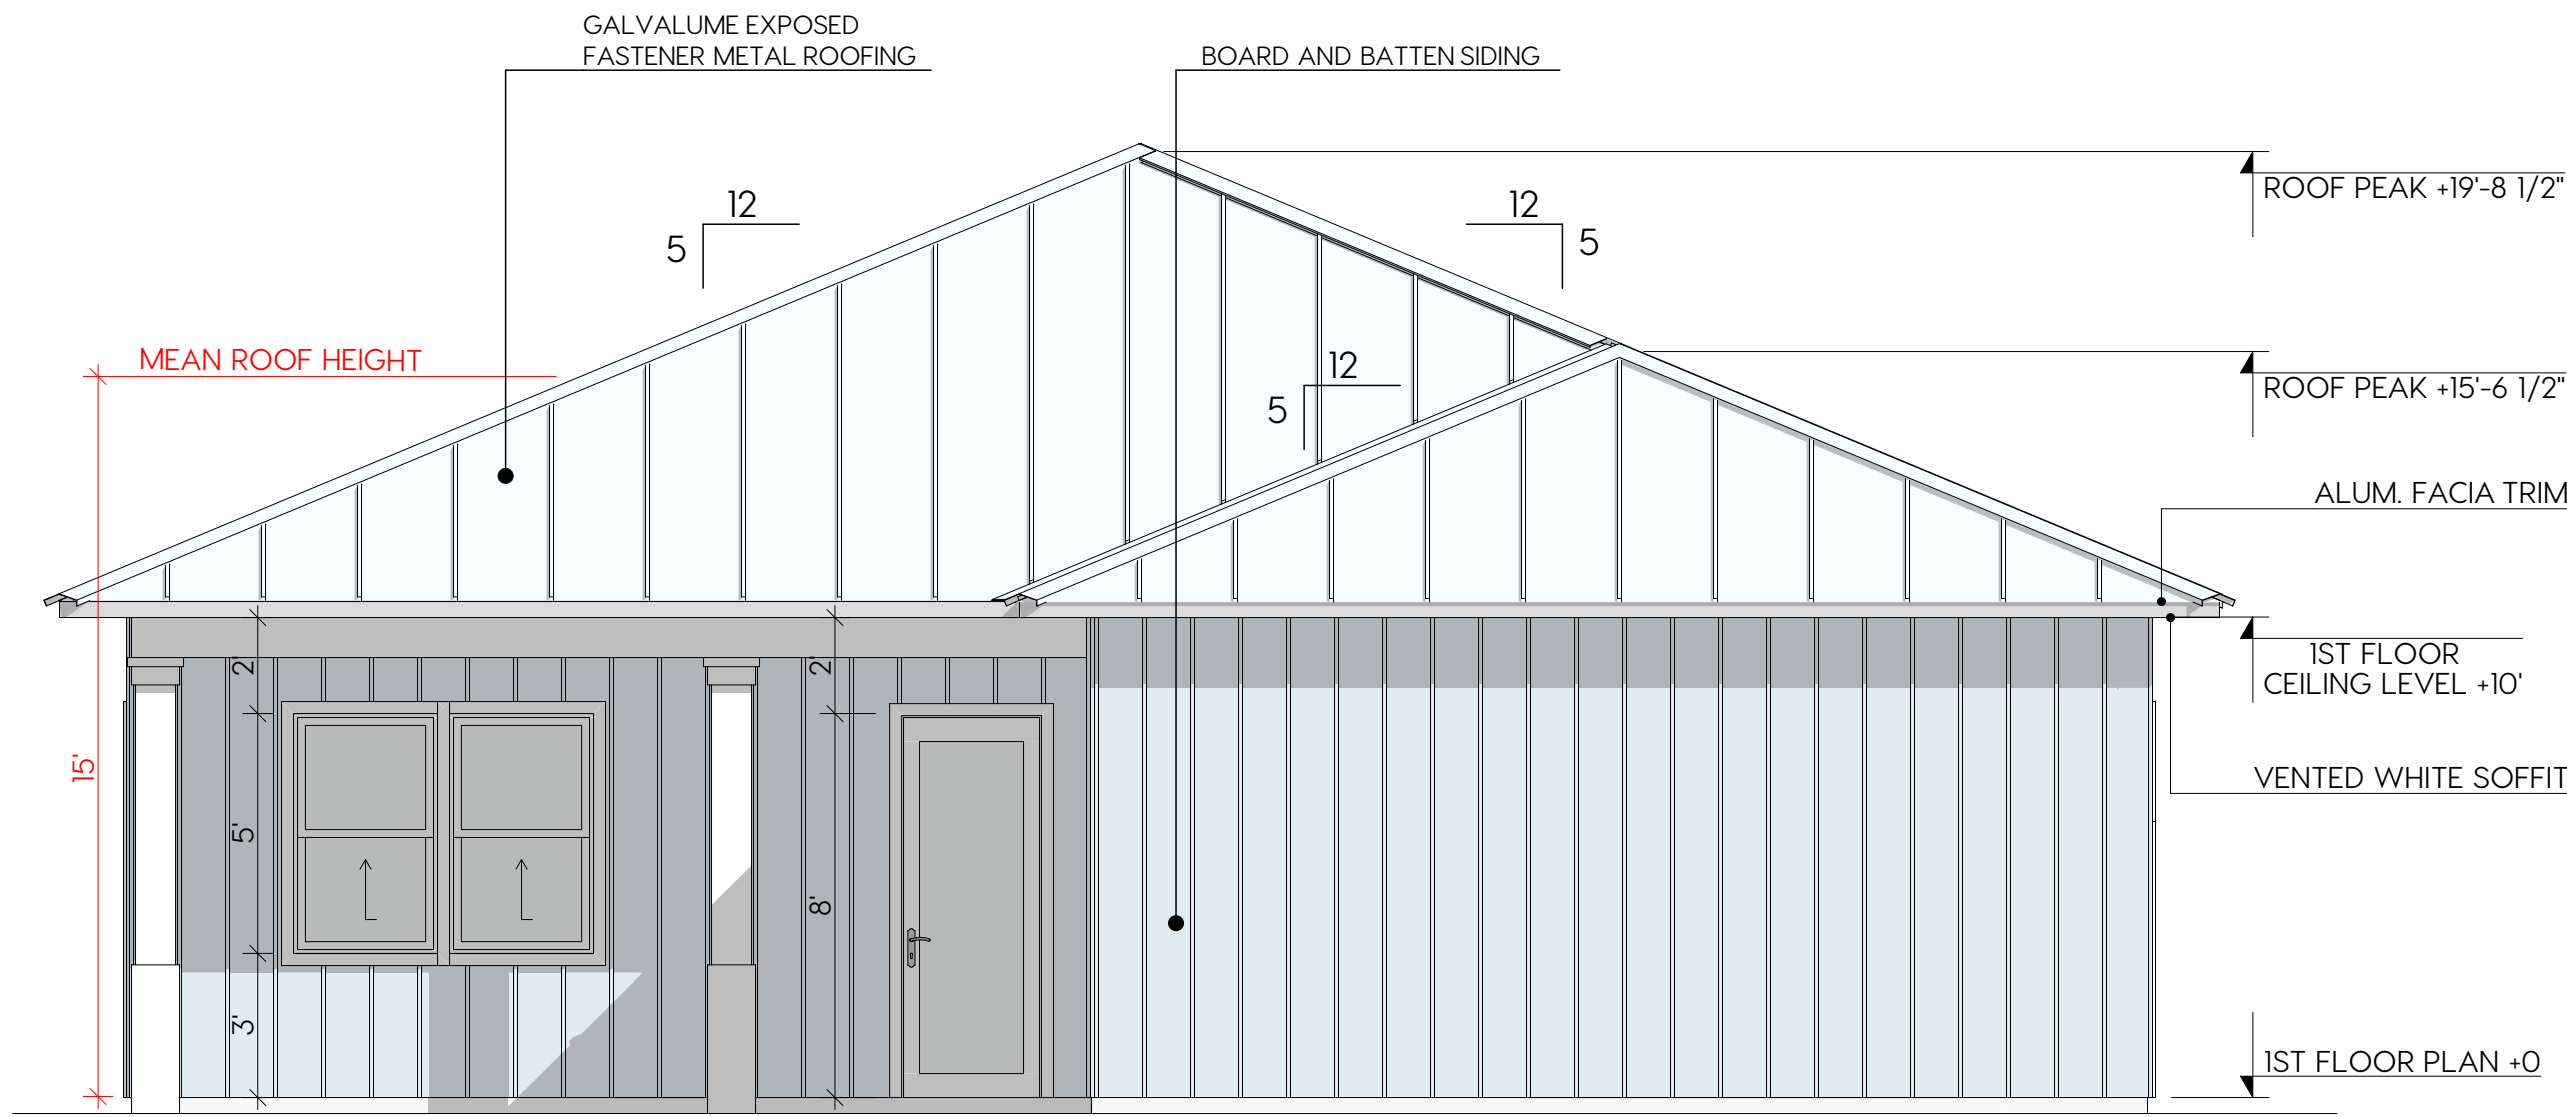 GALVALUME EXPOSED
FASTENER METAL ROOFING
BOARD AND BATTEN SIDING
12
5
12
5
ROOF PEAK +19'-8 1/2"
MEAN ROOF HEIGHT
12
5
ROOF PEAK +15'-6 1/2"
ALUM. FACIA TRIM
2'
2'
1ST FLOOR
CEILING LEVEL +10'
15'
VENTED WHITE SOFFIT
5'
8'
3'
1ST FLOOR PLAN +0